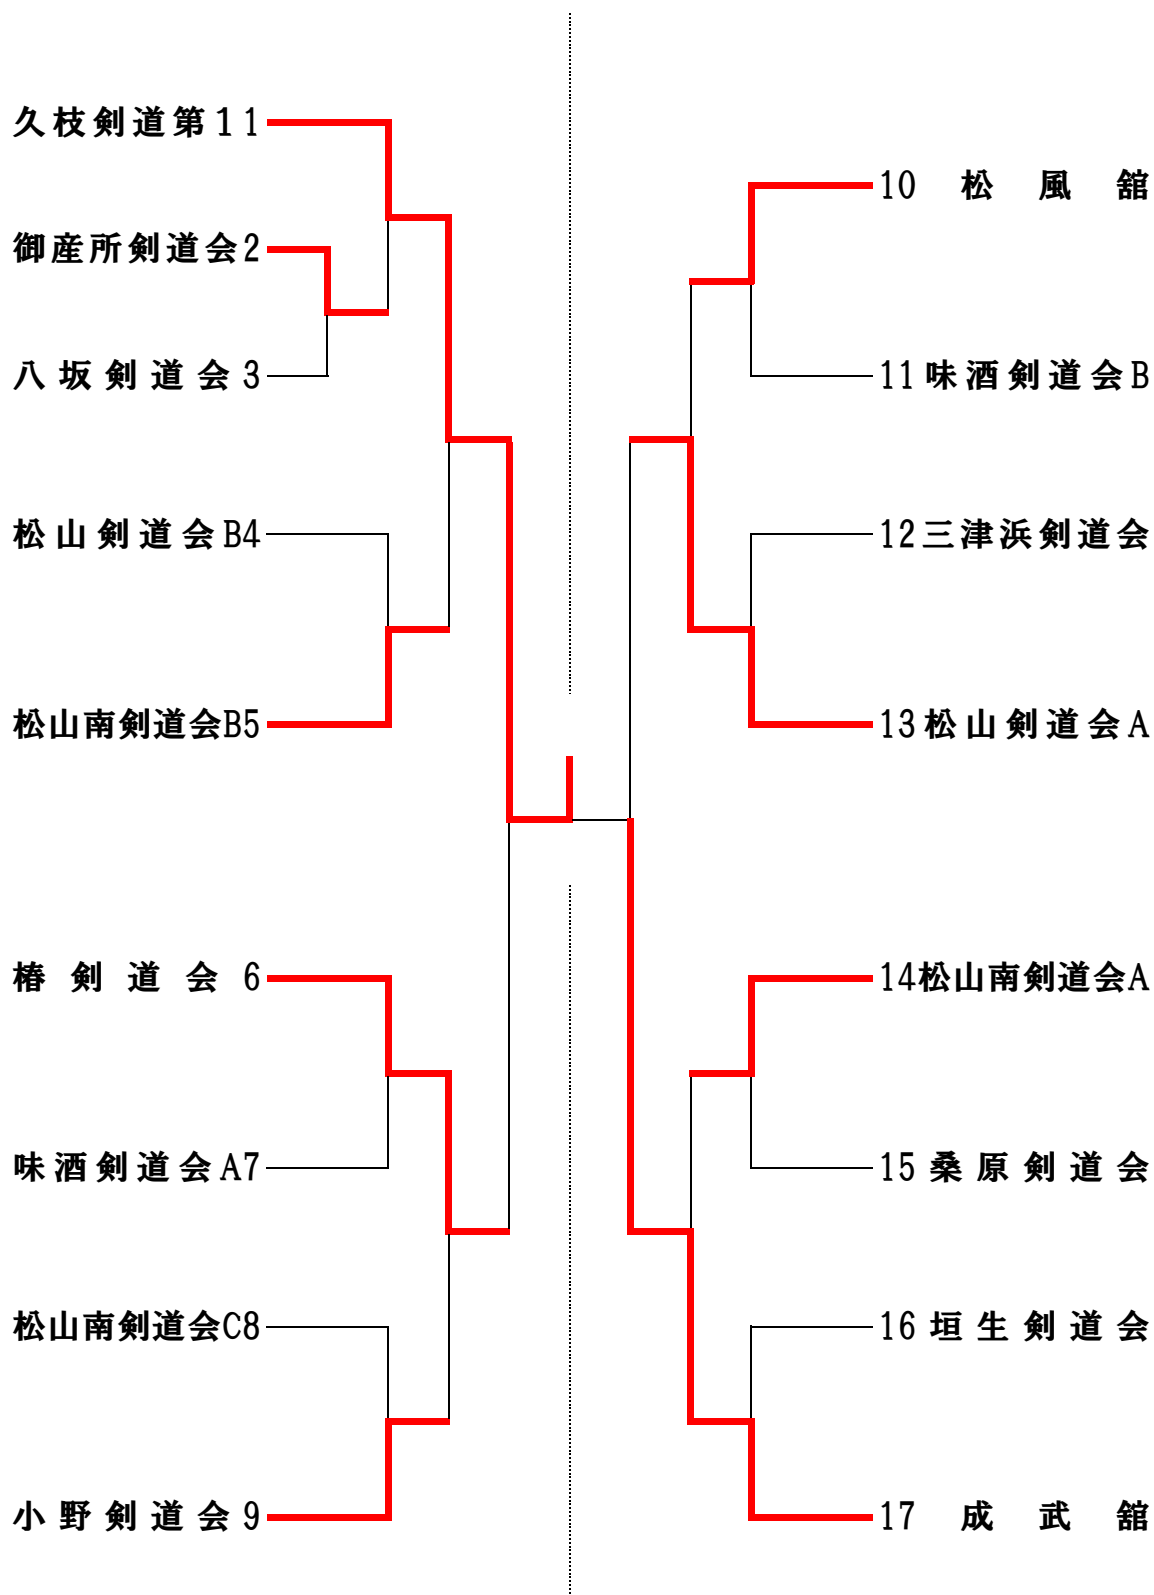 久枝剣道第１1
御産所剣道会2
八坂剣道会3
松山剣道会B4
松山南剣道会B5
椿剣道会6
味酒剣道会A7
松山南剣道会C8
小野剣道会9
10松風舘
11味酒剣道会B
12三津浜剣道会
13松山剣道会A
14松山南剣道会A
15桑原剣道会
16垣生剣道会
17成武舘